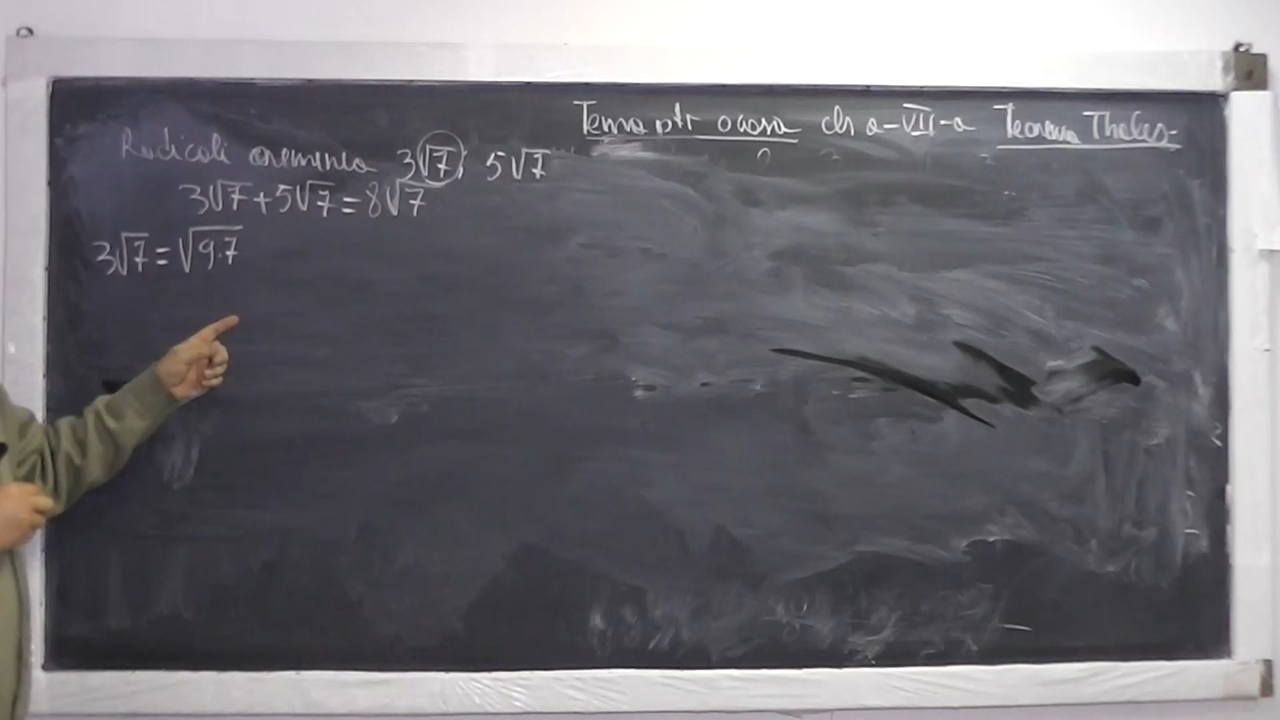 Tema ptr acasa cls a-VII-a Teorema Thales
Radicali asemenea 3√7; 5√7
3√7+5√7=8√7
3√7=√9.7